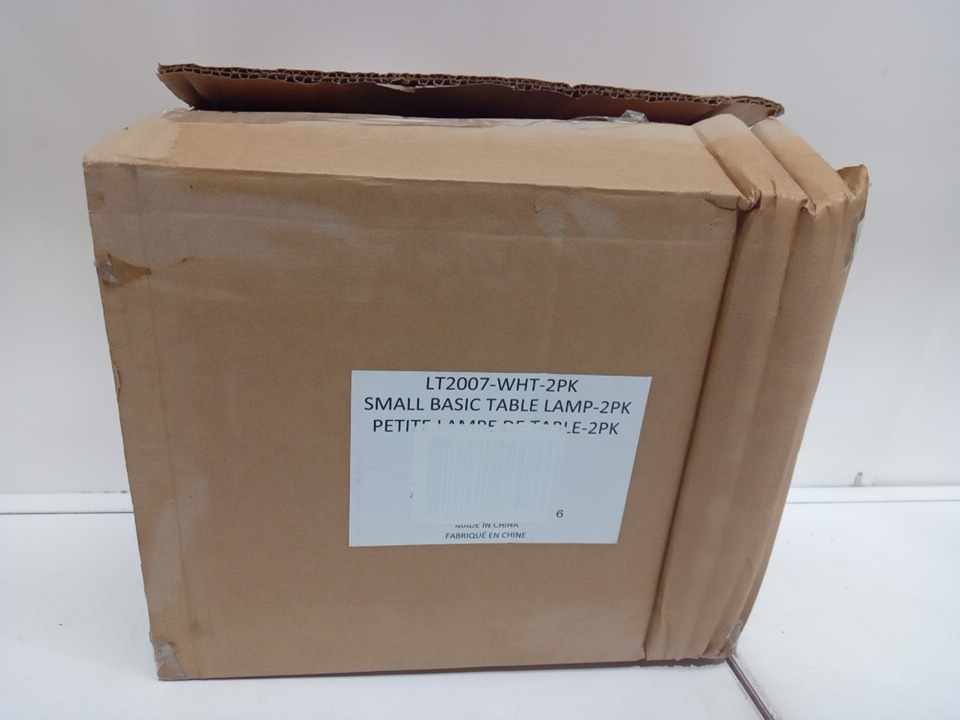 LT2007-WHT-2PK
SMALL BASIC TABLE LAMP-2PK
PETITE LAMPE DE TABLE-2PK
6
MADE IN CHINA
FABRIQUÉ EN CHINE